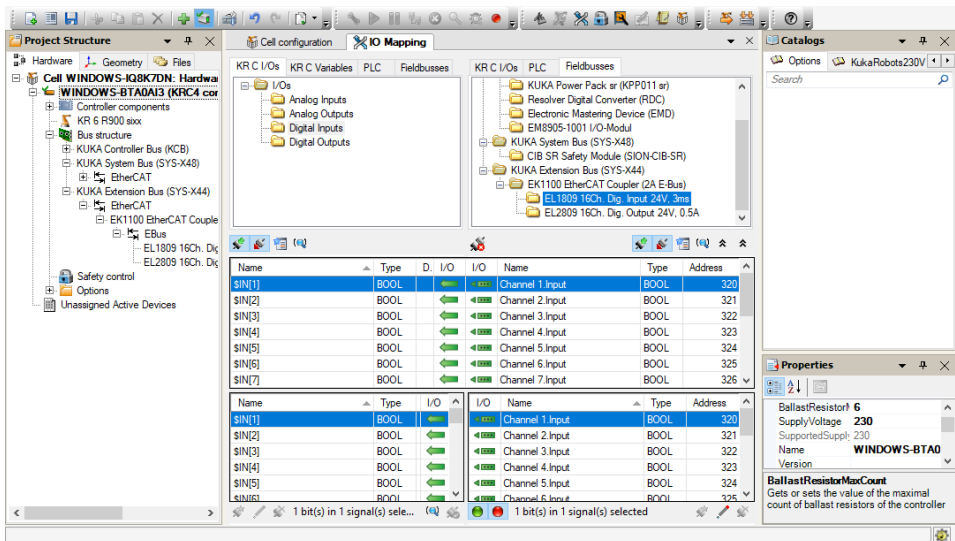 Project Structure
Hardware Geometry Files
Cell WINDOWS-IQ8K7DN: Hardwa
WINDOWS-BTA0AI3 (KRC4 cor
Controller components
KR 6 R900 sixx
Bus structure
KUKA Controller Bus (KCB)
KUKA System Bus (SYS-X48)
EtherCAT
KUKA Extension Bus (SYS-X44)
EtherCAT
EK1100 EtherCAT Couple
EBus
EL1809 16Ch. Dig
EL2809 16Ch. Dig
Safety control
Options
Unassigned Active Devices
Cell configuration IO Mapping
KR C I/Os KR C Variables PLC Fieldbusses
I/Os
Analog Inputs
Analog Outputs
Digital Inputs
Digital Outputs
KR C I/Os PLC Fieldbusses
KUKA Power Pack sr (KPP011 sr)
Resolver Digital Converter (RDC)
Electronic Mastering Device (EMD)
EM8905-1001 I/O-Modul
KUKA System Bus (SYS-X48)
CIB SR Safety Module (SION-CIB-SR)
KUKA Extension Bus (SYS-X44)
EK1100 EtherCAT Coupler (2A E-Bus)
EL1809 16Ch. Dig. Input 24V, 3ms
EL2809 16Ch. Dig. Output 24V, 0.5A
Name Type D. I/O I/O Name Type Address
$IN[1] BOOL Channel 1.Input BOOL 320
$IN[2] BOOL Channel 2.Input BOOL 321
$IN[3] BOOL Channel 3.Input BOOL 322
$IN[4] BOOL Channel 4.Input BOOL 323
$IN[5] BOOL Channel 5.Input BOOL 324
$IN[6] BOOL Channel 6.Input BOOL 325
$IN[7] BOOL Channel 7.Input BOOL 326
Name Type I/O I/O Name Type Address
$IN[1] BOOL Channel 1.Input BOOL 320
$IN[2] BOOL Channel 2.Input BOOL 321
$IN[3] BOOL Channel 3.Input BOOL 322
$IN[4] BOOL Channel 4.Input BOOL 323
$IN[5] BOOL Channel 5.Input BOOL 324
$IN[6] BOOL Channel 6.Input BOOL 325
1 bit(s) in 1 signal(s) sele... 1 bit(s) in 1 signal(s) selected
Catalogs
Options KukaRobots230V
Search
Properties
BallastResistorM 6
SupplyVoltage 230
SupportedSupply 230
Name WINDOWS-BTA0
Version
BallastResistorMaxCount
Gets or sets the value of the maximal
count of ballast resistors of the controller